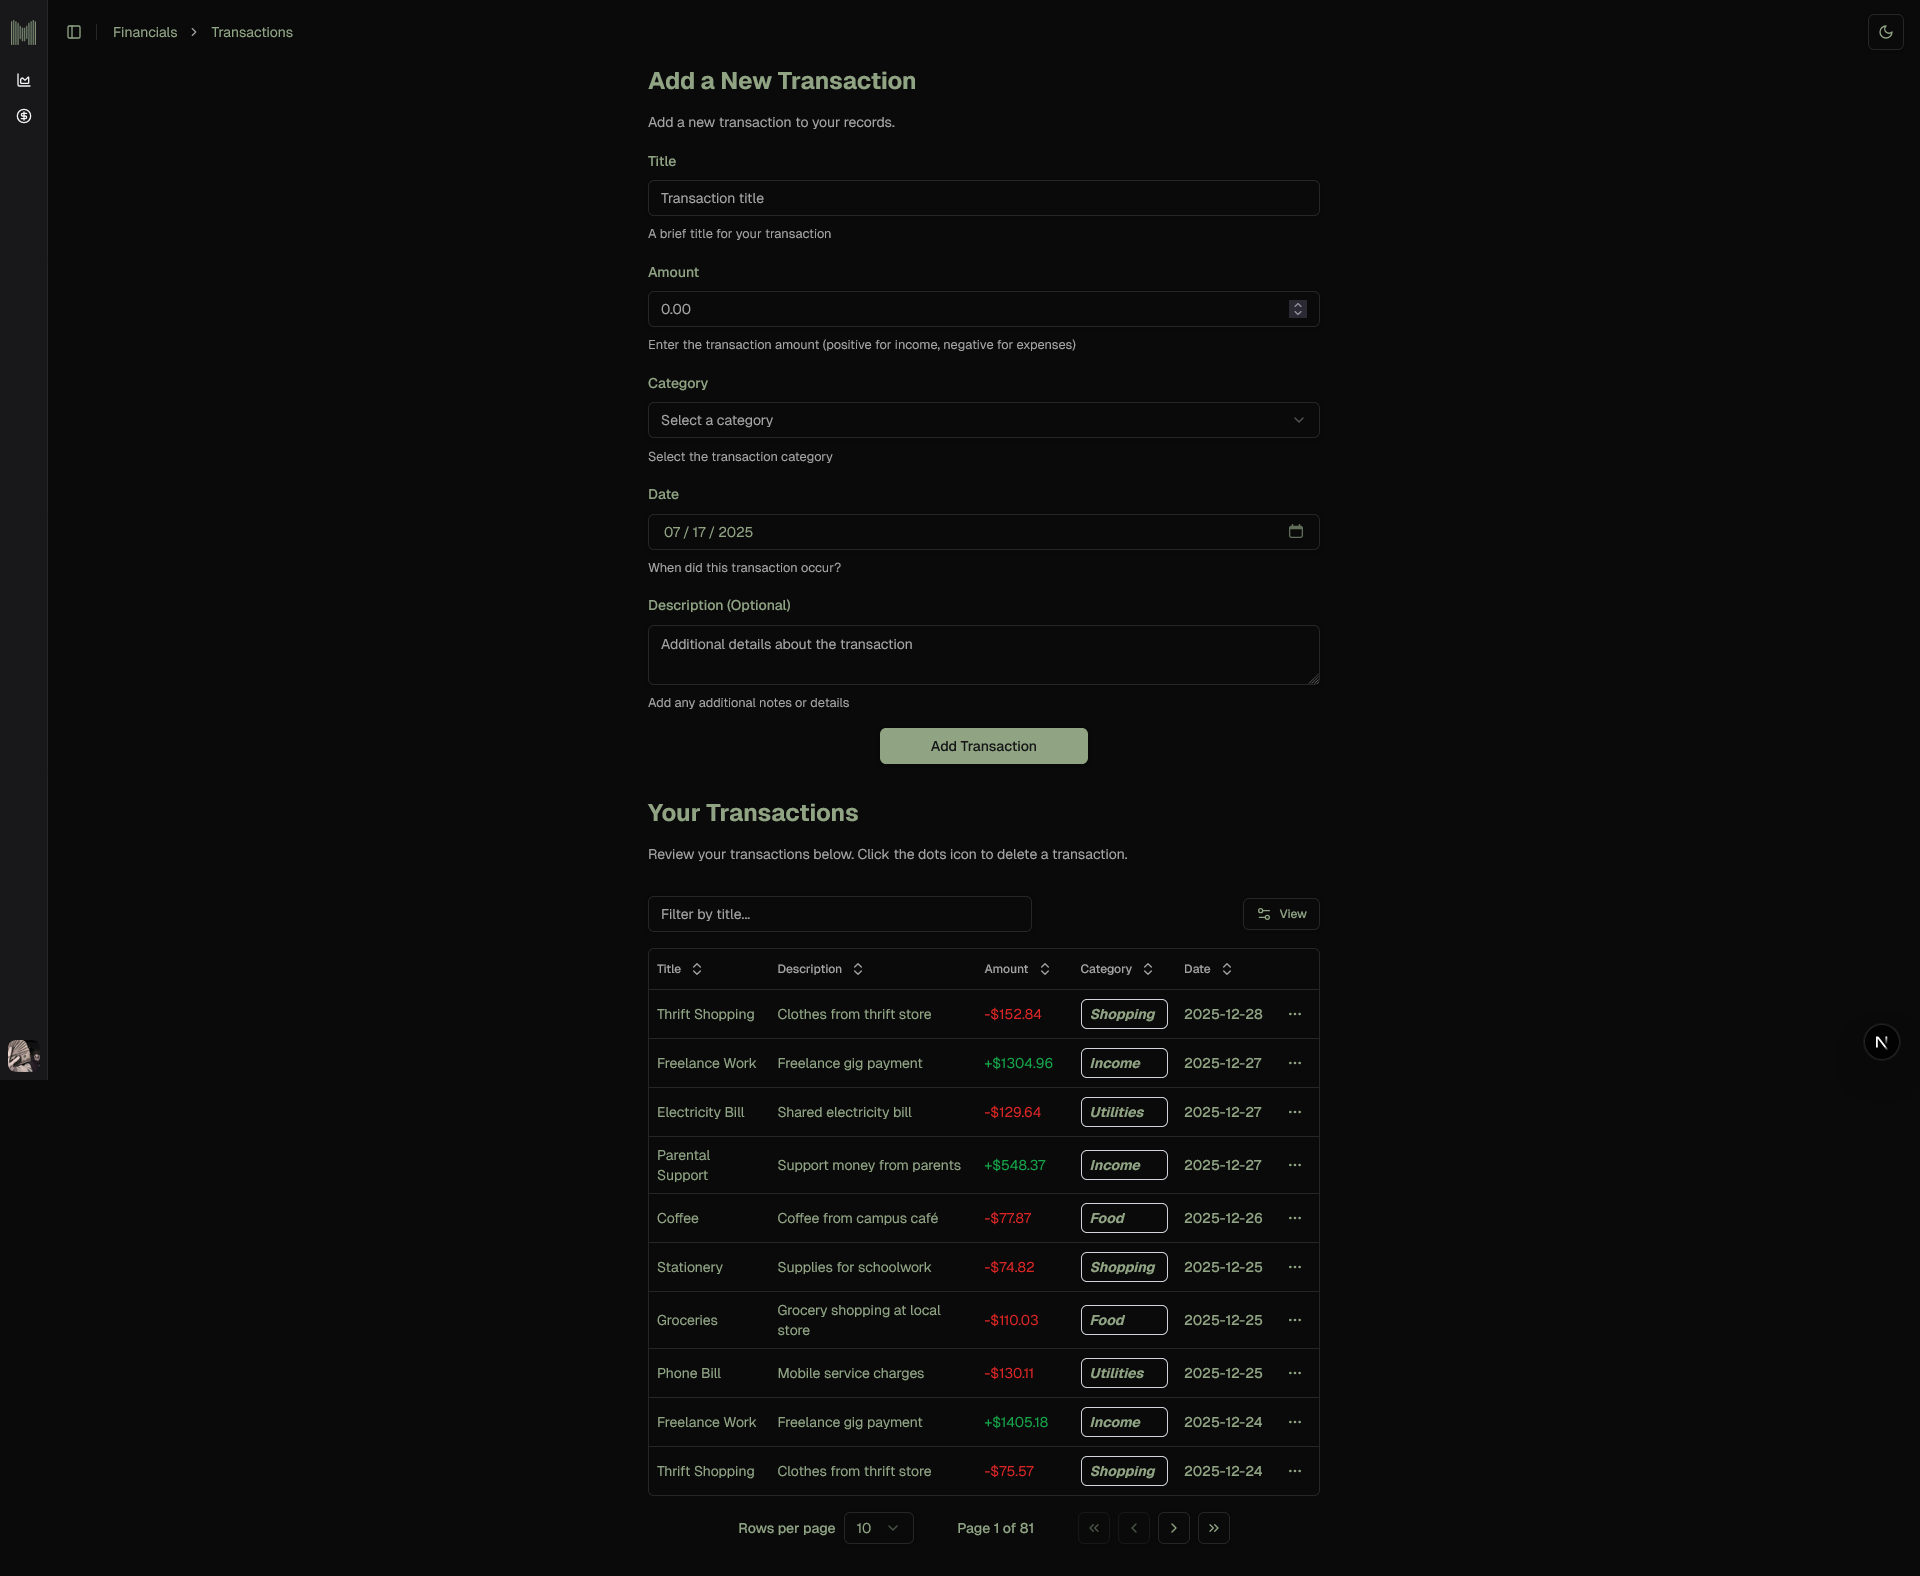 Financials > Transactions
Add a New Transaction
Add a new transaction to your records.
Title
Transaction title
A brief title for your transaction
Amount
0.00
Enter the transaction amount (positive for income, negative for expenses)
Category
Select a category
Select the transaction category
Date
07 / 17 / 2025
When did this transaction occur?
Description (Optional)
Additional details about the transaction
Add any additional notes or details
Add Transaction
Your Transactions
Review your transactions below. Click the dots icon to delete a transaction.
Filter by title...
View
Title Description Amount Category Date
Thrift Shopping Clothes from thrift store -$152.84 Shopping 2025-12-28
Freelance Work Freelance gig payment +$1304.96 Income 2025-12-27
N
Electricity Bill Shared electricity bill -$129.64 Utilities 2025-12-27
Parental
Support Support money from parents +$548.37 Income 2025-12-27
Coffee Coffee from campus café -$77.87 Food 2025-12-26
Stationery Supplies for schoolwork -$74.82 Shopping 2025-12-25
Groceries Grocery shopping at local
store -$110.03 Food 2025-12-25
Phone Bill Mobile service charges -$130.11 Utilities 2025-12-25
Freelance Work Freelance gig payment +$1405.18 Income 2025-12-24
Thrift Shopping Clothes from thrift store -$75.57 Shopping 2025-12-24
Rows per page 10 Page 1 of 81